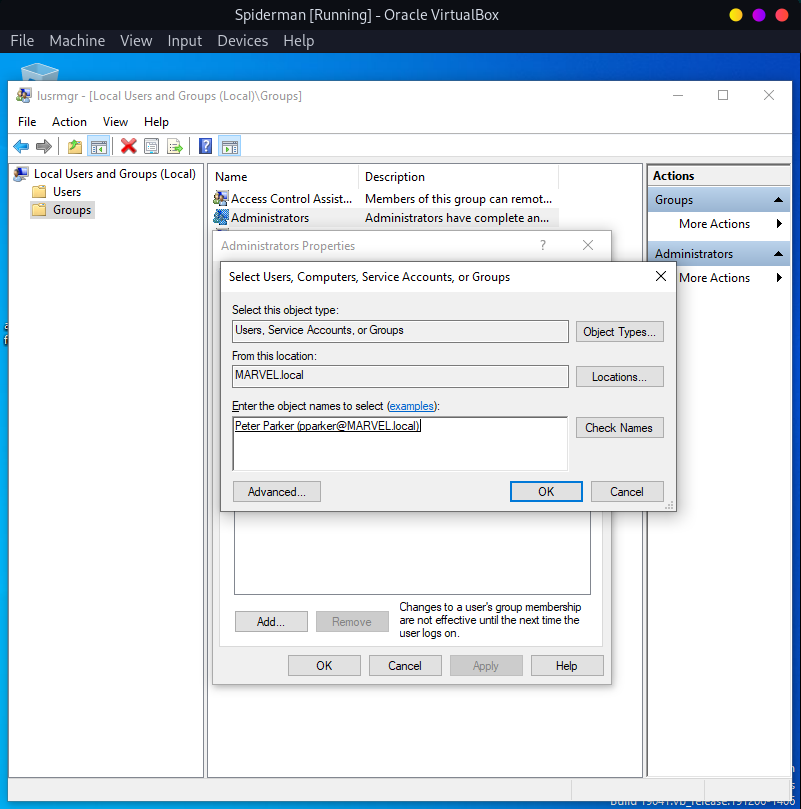 Spiderman [Running] - Oracle VirtualBox
File Machine View Input Devices Help
lusrmgr - [Local Users and Groups (Local)\Groups]
File Action View Help
Local Users and Groups (Local)
Users
Groups
Name Description
Access Control Assist... Members of this group can remot...
Administrators Administrators have complete an...
Actions
Groups
More Actions
Administrators
More Actions
Administrators Properties
Select Users, Computers, Service Accounts, or Groups
Select this object type:
Users, Service Accounts, or Groups
Object Types...
From this location:
MARVEL.local
Locations...
Enter the object names to select (examples):
Peter Parker (pparker@MARVEL.local)
Check Names
Advanced...
OK
Cancel
Add...
Remove
Changes to a user's group membership
are not effective until the next time the
user logs on.
OK
Cancel
Apply
Help